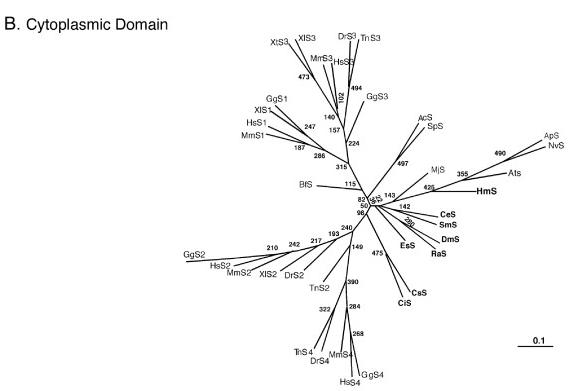 B. Cytoplasmic Domain
XtS3 XlS3 DrS3 TnS3
MmS3 HsS3
473
494
102
GgS3
140
157
224
GgS1
XlS1
247
HsS1
MmS1
187
286
315
AcS
SpS
497
ApS
NvS
490
355
Ats
MjS
425
HmS
BfS
115
143
82
50
98
142
CeS
SmS
280
DmS
RaS
EsS
240
193
217
242
210
GgS2
HsS2
MmS2
XlS2
DrS2
149
TnS2
475
CsS
CiS
390
284
322
268
TnS4
DrS4
MmS4
HsS4
GgS4
0.1